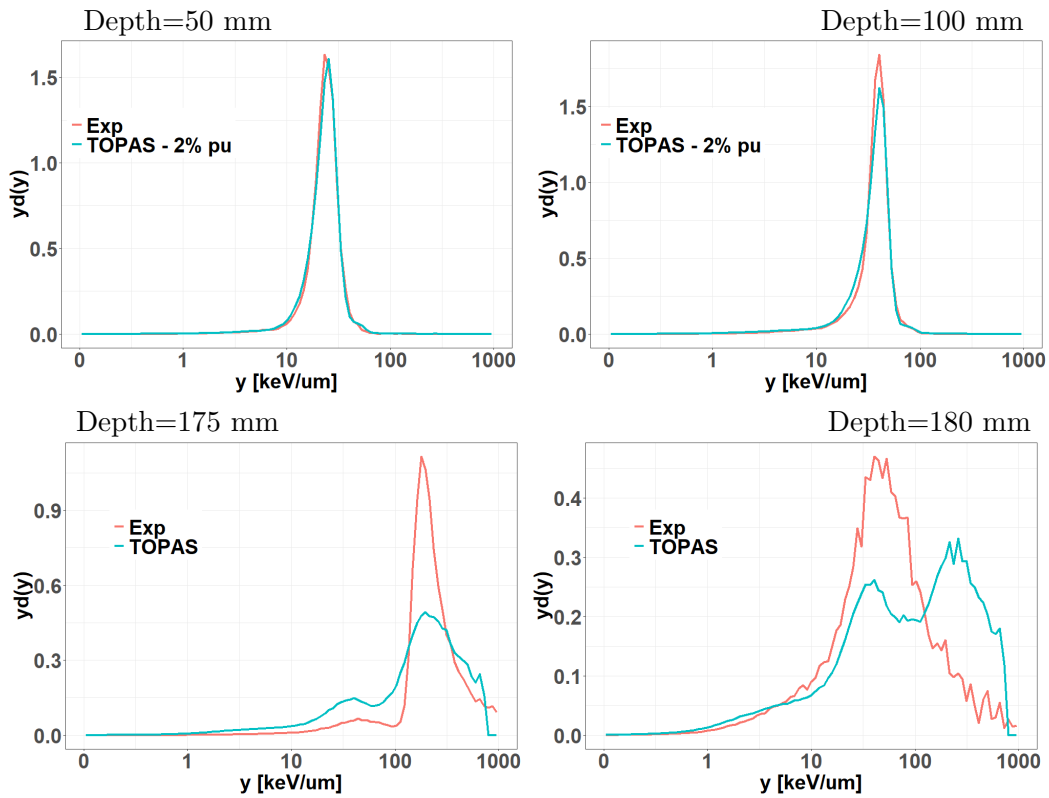 Depth=50 mm
1.5
1.0
0.5
0.0
yd(y)
Exp
TOPAS - 2% pu
0 1 10 100 1000
y [keV/um]
Depth=100 mm
1.5
1.0
0.5
0.0
yd(y)
Exp
TOPAS - 2% pu
0 1 10 100 1000
y [keV/um]
Depth=175 mm
0.9
0.6
0.3
0.0
yd(y)
Exp
TOPAS
0 1 10 100 1000
y [keV/um]
Depth=180 mm
0.4
0.3
0.2
0.1
0.0
yd(y)
Exp
TOPAS
0 1 10 100 1000
y [keV/um]